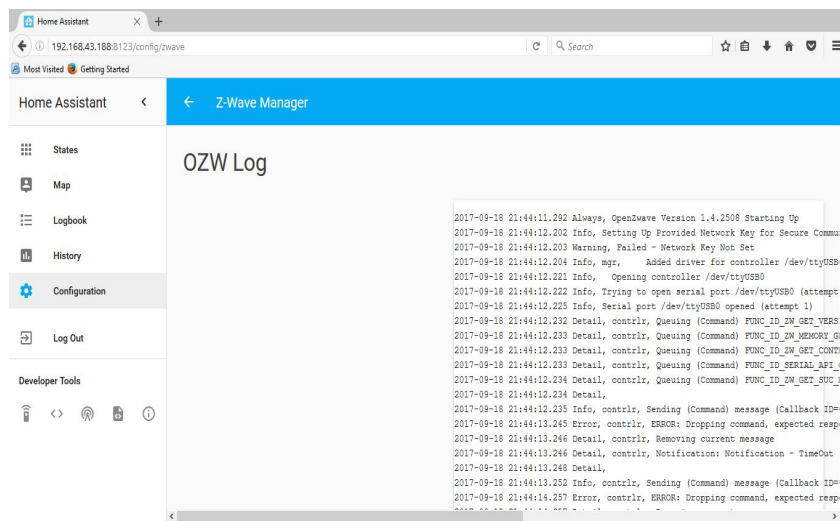 Home Assistant
192.168.43.188:8123/config/zwave
Search
Most Visited Getting Started
Home Assistant
Z-Wave Manager
States
Map
Logbook
History
Configuration
Log Out
Developer Tools
OZW Log
2017-09-18 21:44:11.292 Always, OpenZwave Version 1.4.2508 Starting Up
2017-09-18 21:44:12.202 Info, Setting Up Provided Network Key for Secure Commu
2017-09-18 21:44:12.203 Warning, Failed - Network Key Not Set
2017-09-18 21:44:12.204 Info, mgr, Added driver for controller /dev/ttyUSB0
2017-09-18 21:44:12.221 Info, Opening controller /dev/ttyUSB0
2017-09-18 21:44:12.222 Info, Trying to open serial port /dev/ttyUSB0 (attempt
2017-09-18 21:44:12.225 Info, Serial port /dev/ttyUSB0 opened (attempt 1)
2017-09-18 21:44:12.232 Detail, contrlr, Queuing (Command) FUNC_ID_ZW_GET_VERS
2017-09-18 21:44:12.233 Detail, contrlr, Queuing (Command) FUNC_ID_ZW_MEMORY_G
2017-09-18 21:44:12.233 Detail, contrlr, Queuing (Command) FUNC_ID_ZW_GET_CONT
2017-09-18 21:44:12.233 Detail, contrlr, Queuing (Command) FUNC_ID_SERIAL_API_
2017-09-18 21:44:12.234 Detail, contrlr, Queuing (Command) FUNC_ID_ZW_GET_SUC_
2017-09-18 21:44:12.234 Detail,
2017-09-18 21:44:12.235 Info, contrlr, Sending (Command) message (Callback ID=
2017-09-18 21:44:13.245 Error, contrlr, ERROR: Dropping command, expected resp
2017-09-18 21:44:13.246 Detail, contrlr, Removing current message
2017-09-18 21:44:13.246 Detail, contrlr, Notification: Notification - TimeOut
2017-09-18 21:44:13.248 Detail,
2017-09-18 21:44:13.252 Info, contrlr, Sending (Command) message (Callback ID=
2017-09-18 21:44:14.257 Error, contrlr, ERROR: Dropping command, expected resp